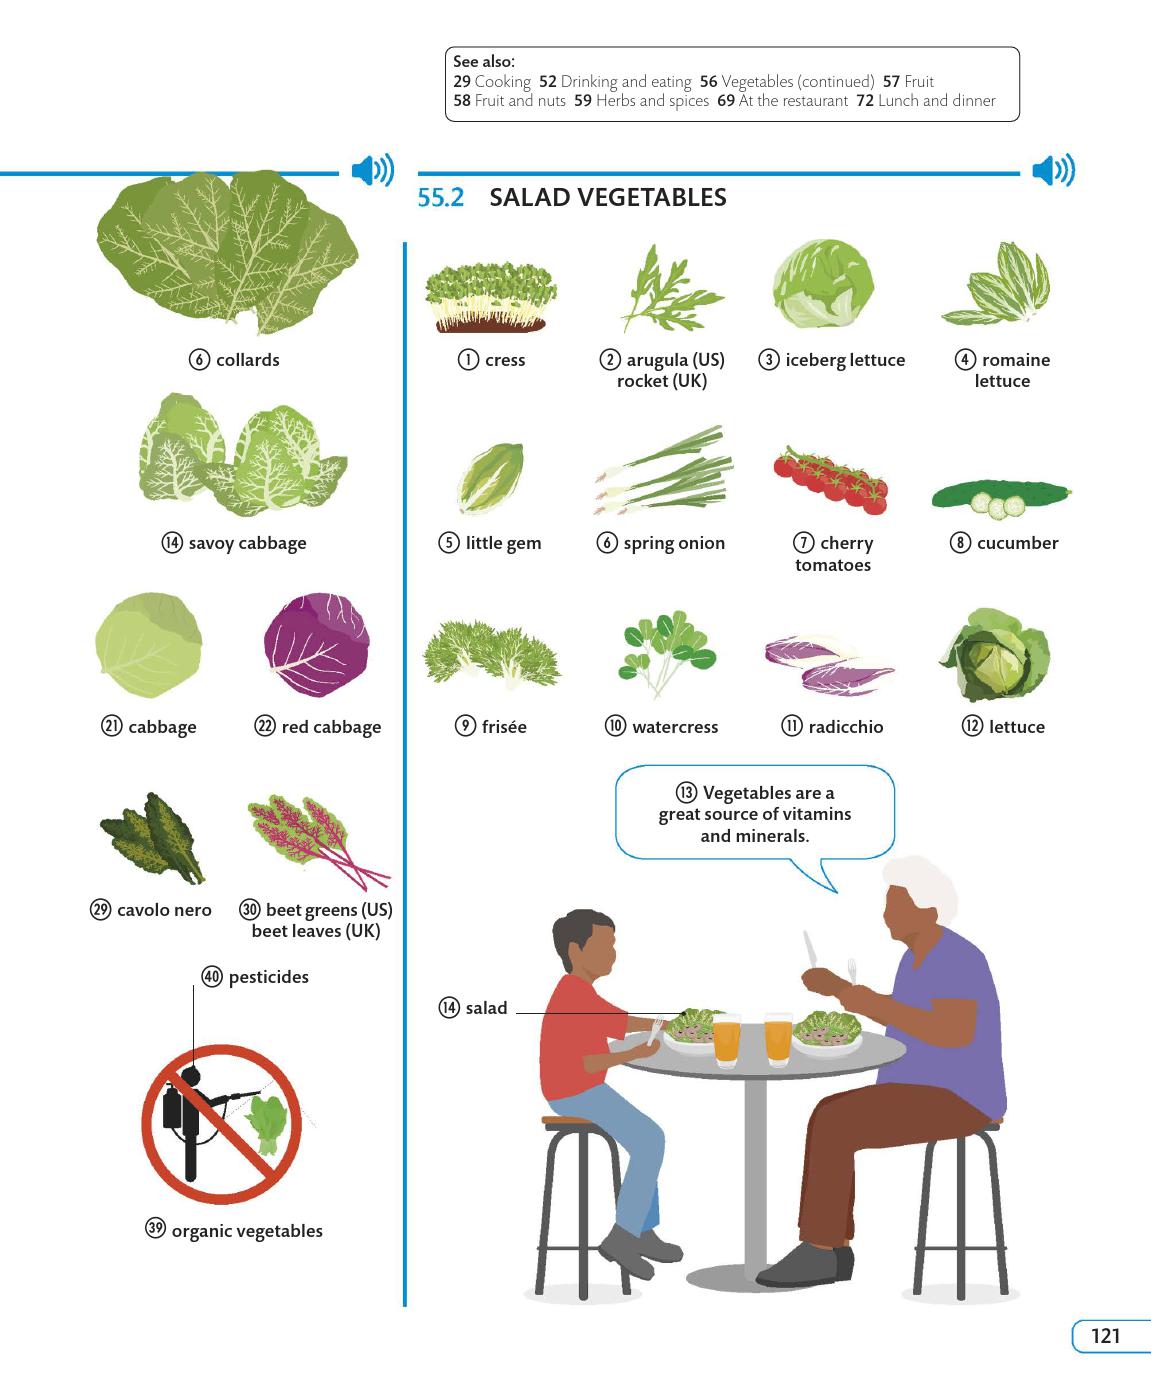 See also:
29 Cooking 52 Drinking and eating 56 Vegetables (continued) 57 Fruit
58 Fruit and nuts 59 Herbs and spices 69 At the restaurant 72 Lunch and dinner
6 collards
14 savoy cabbage
21 cabbage
22 red cabbage
29 cavolo nero
30 beet greens (US)
beet leaves (UK)
40 pesticides
39 organic vegetables
55.2 SALAD VEGETABLES
1 cress
2 arugula (US)
rocket (UK)
3 iceberg lettuce
4 romaine
lettuce
5 little gem
6 spring onion
7 cherry
tomatoes
8 cucumber
9 frisée
10 watercress
11 radicchio
12 lettuce
13 Vegetables are a
great source of vitamins
and minerals.
14 salad
121